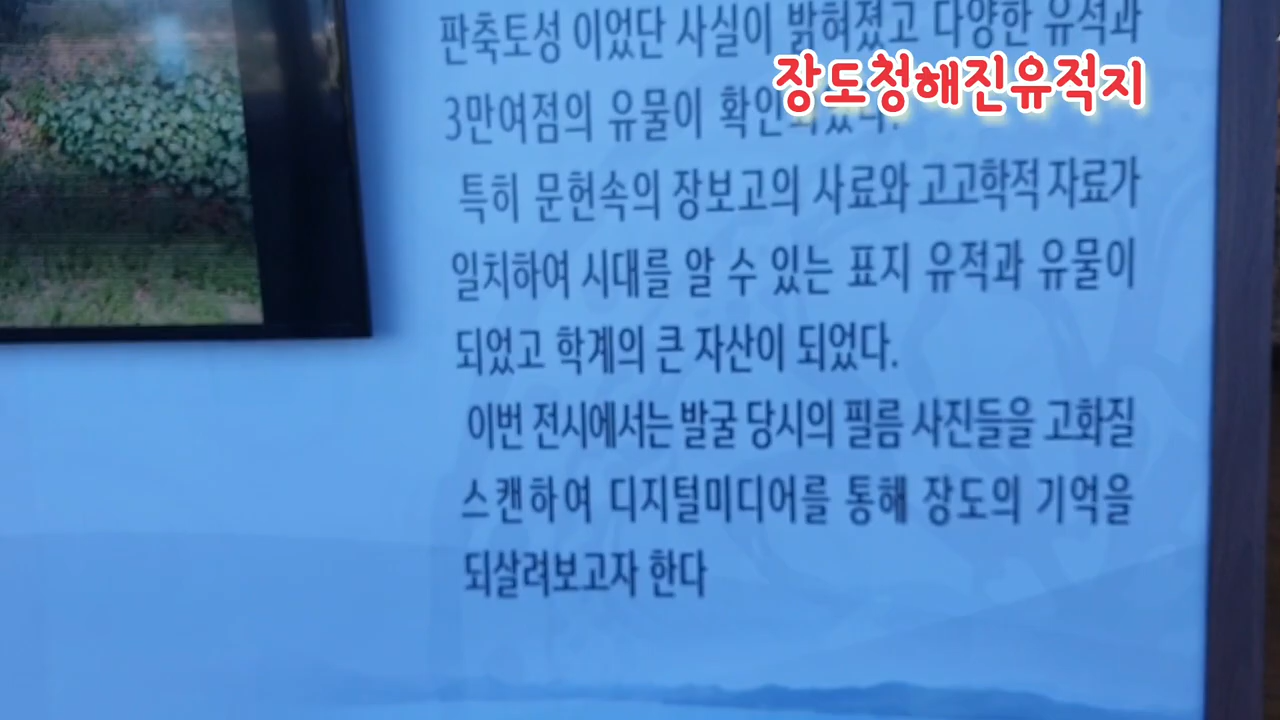 판축토성 이었단 사실이 밝혀졌고 다양한 유적과
장도청해진유적지
3만여점의 유물이 확인되었다.
특히 문헌속의 장보고의 사료와 고고학적 자료가
일치하여 시대를 알 수 있는 표지 유적과 유물이
되었고 학계의 큰 자산이 되었다.
이번 전시에서는 발굴 당시의 필름 사진들을 고화질
스캔하여 디지털미디어를 통해 장도의 기억을
되살려보고자 한다